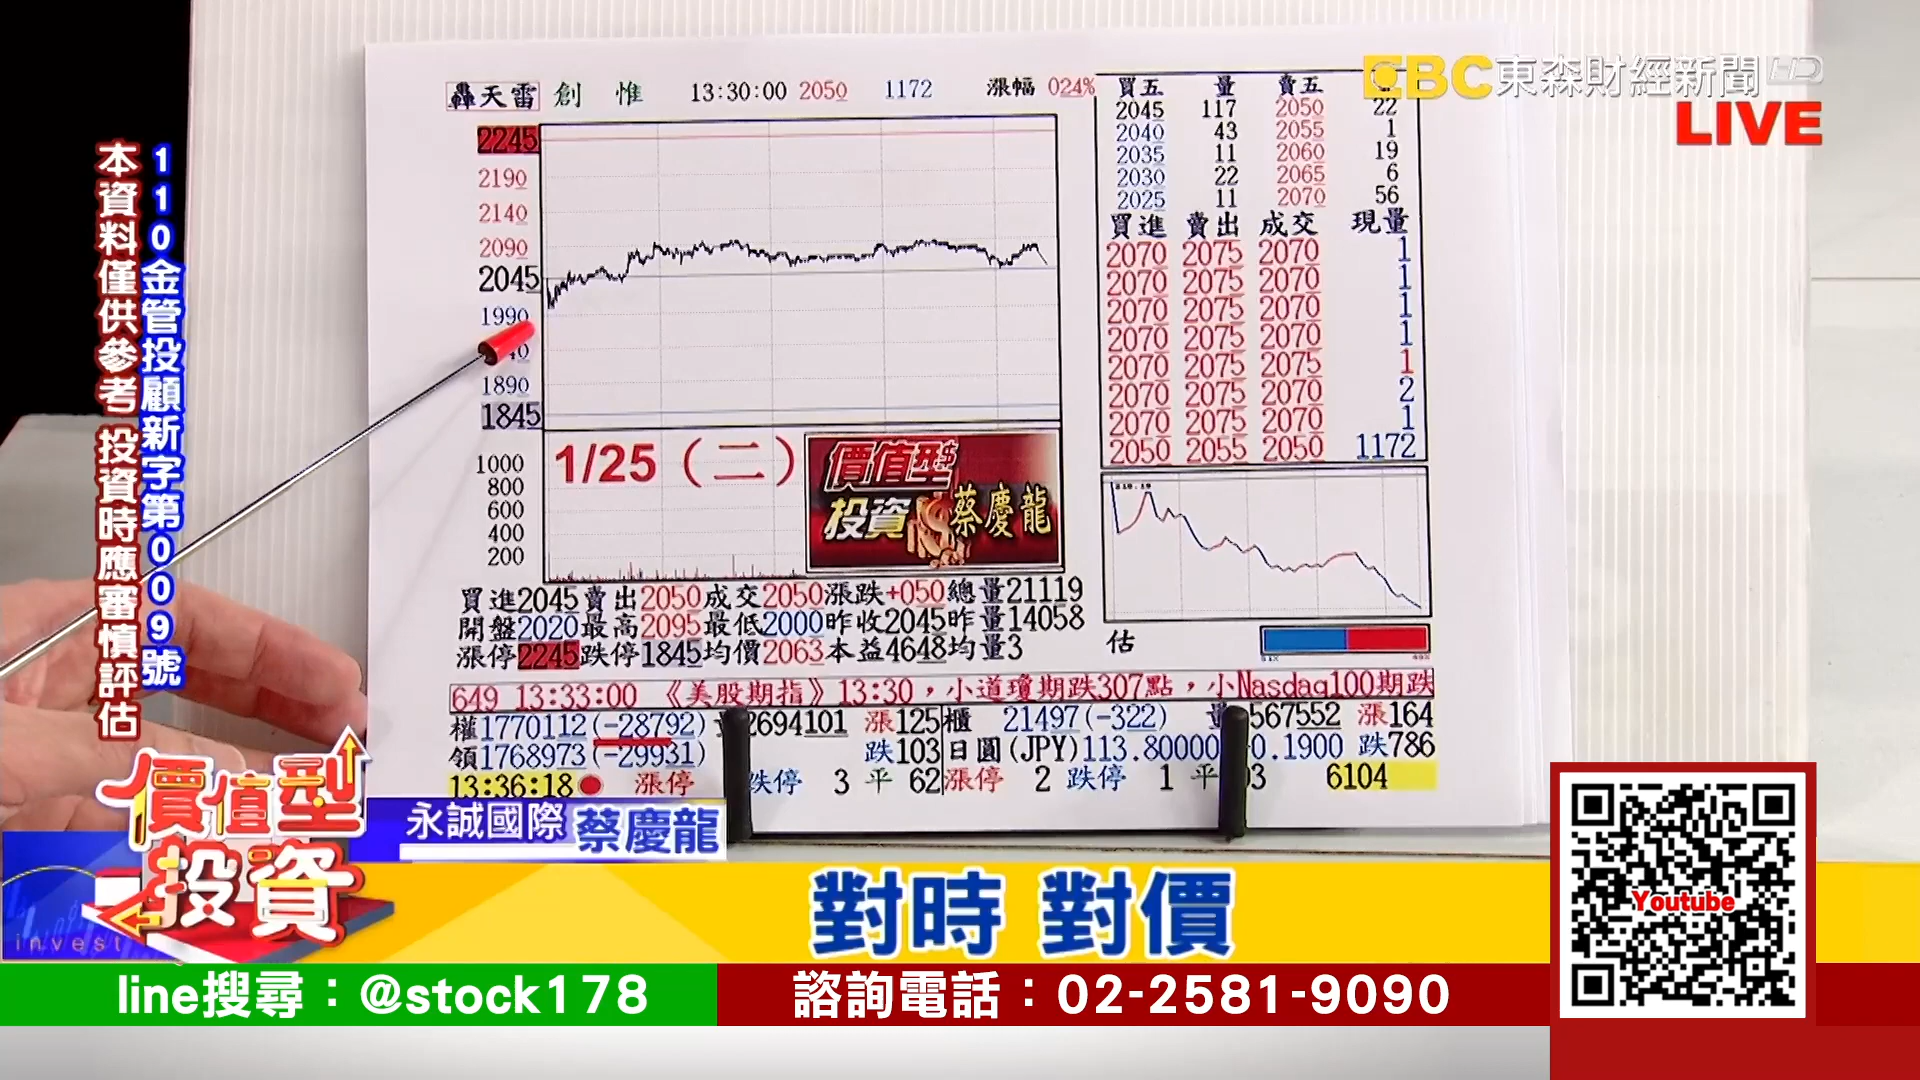 EBC 東森財經新聞 HD
LIVE
110金管投顧新字第009號
本資料僅供參考 投資時應審慎評估
轟天雷 創惟 13:30:00 2050 1172 漲幅 024%
2245
2190
2140
2090
2045
1990
40
1890
1845
1000
800
600
400
200
1/25 (二)
價值型
投資 蔡慶龍
買五 量 賣五
2045 117 2050 22
2040 43 2055 1
2035 11 2060 19
2030 22 2065 6
2025 11 2070 56
買進 賣出 成交 現量
2070 2075 2070 1
2070 2075 2070 1
2070 2075 2070 1
2070 2075 2070 1
2070 2075 2075 1
2070 2075 2070 2
2070 2075 2070 1
2050 2055 2050 1172
估
買進2045賣出2050成交2050漲跌+050總量21119
開盤2020最高2095最低2000昨收2045昨量14058
漲停2245跌停1845均價2063本益4648均量3
649 13:33:00 《美股期指》13:30，小道瓊期跌307點，小Nasdaq100期跌
權1770112(-28792) 2694101 漲125 櫃 21497(-322) 量 567552 漲164
領1768973(-29931) 跌103 日圓(JPY)113.80000 0.1900 跌786
13:36:18 漲停 跌停 3 平 62 漲停 2 跌停 1 平 03 6104
價值型
投資
invest
永誠國際 蔡慶龍
對時 對價
Youtube
line搜尋：@stock178
諮詢電話：02-2581-9090